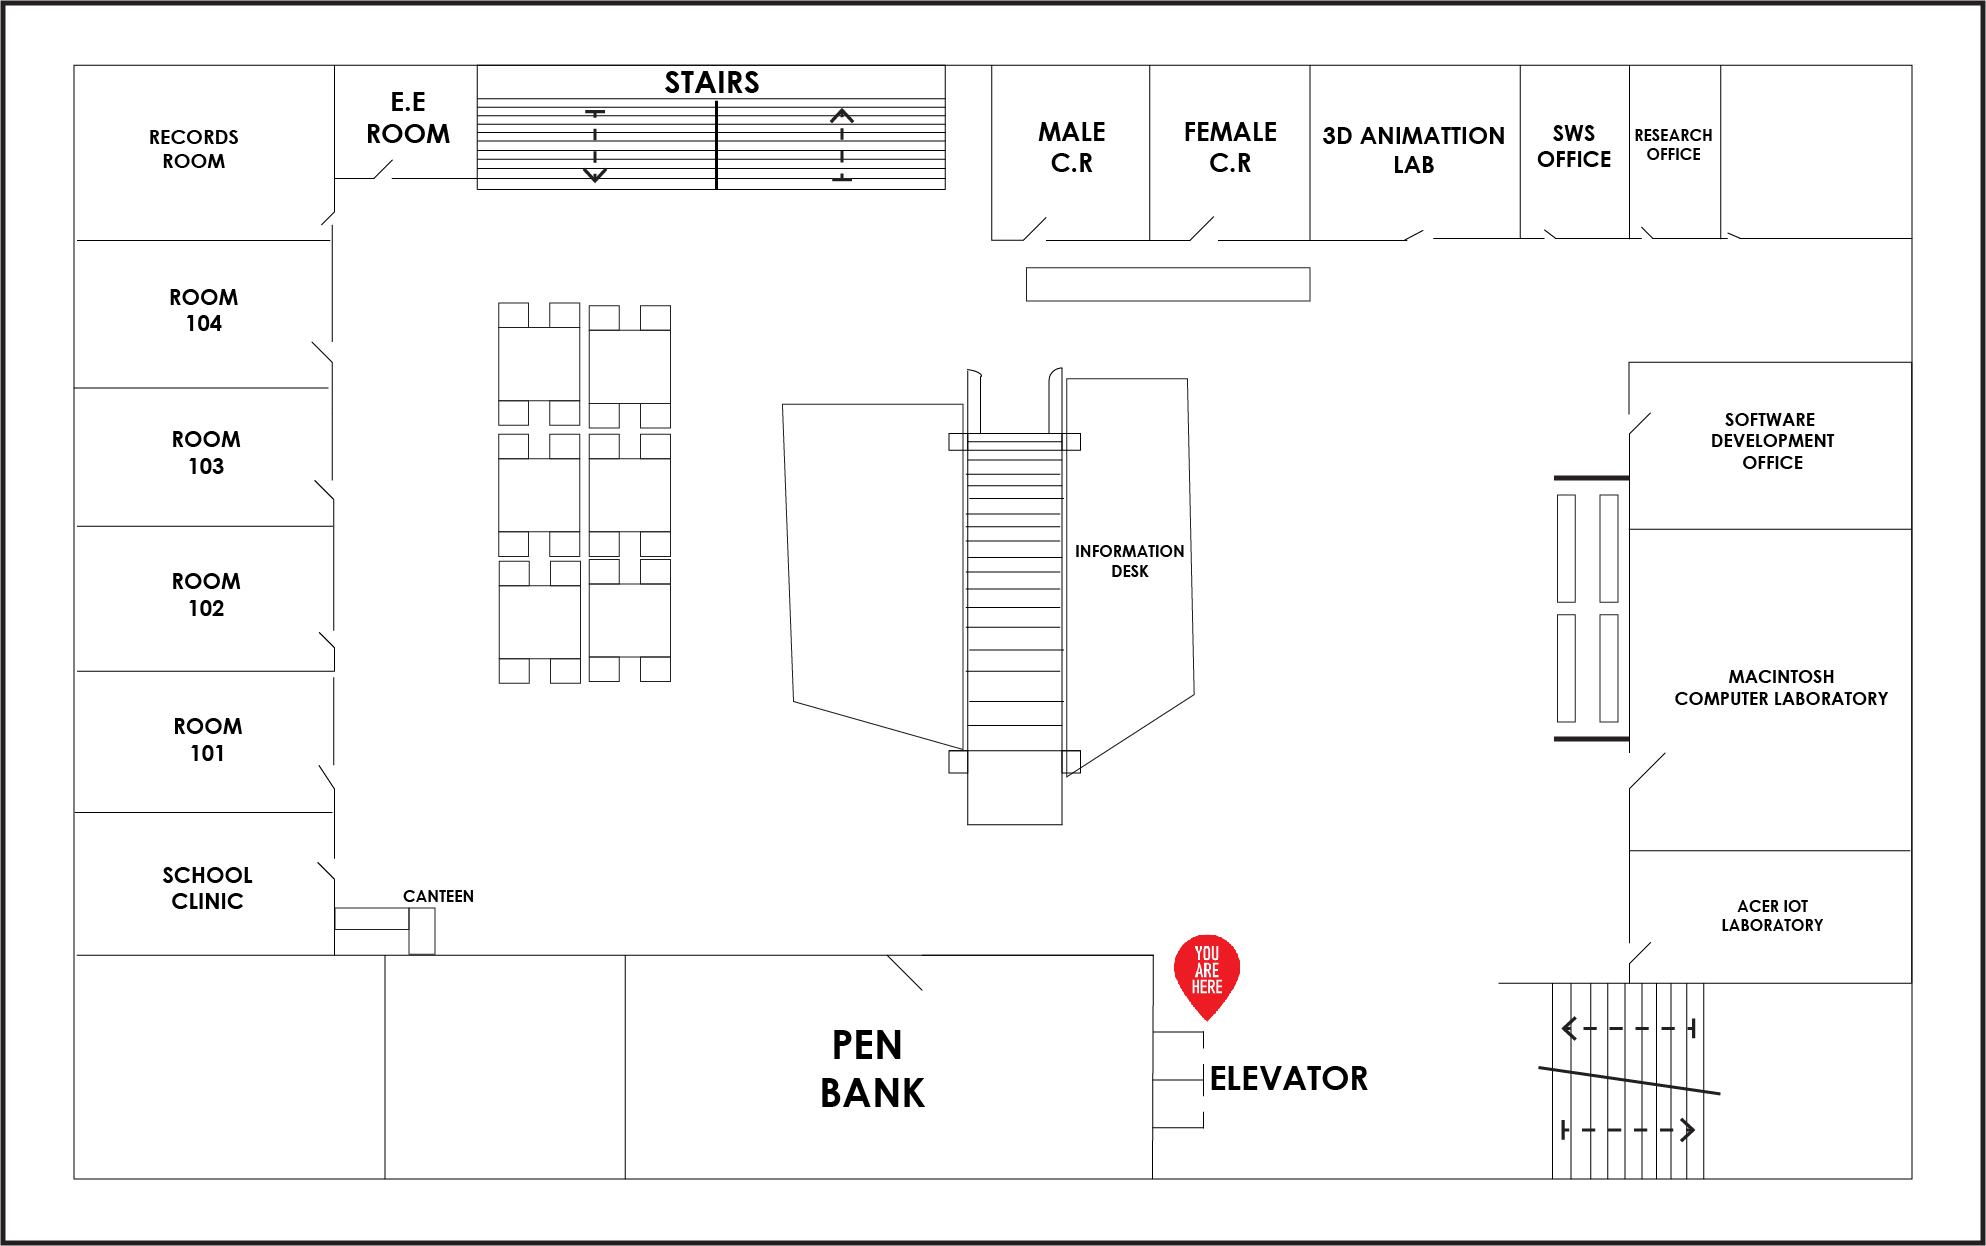 STAIRS
E.E
ROOM
RECORDS
ROOM
MALE
C.R
FEMALE
C.R
3D ANIMATTION
LAB
SWS
OFFICE
RESEARCH
OFFICE
ROOM
104
ROOM
103
SOFTWARE
DEVELOPMENT
OFFICE
INFORMATION
DESK
ROOM
102
MACINTOSH
COMPUTER LABORATORY
ROOM
101
SCHOOL
CLINIC
CANTEEN
ACER IOT
LABORATORY
YOU
ARE
HERE
PEN
BANK
ELEVATOR